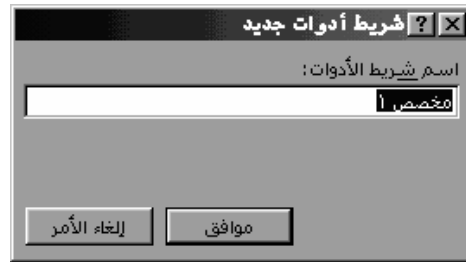 شريط أدوات جديد
اسم شريط الأدوات:
مخصص ١
موافق
إلغاء الأمر